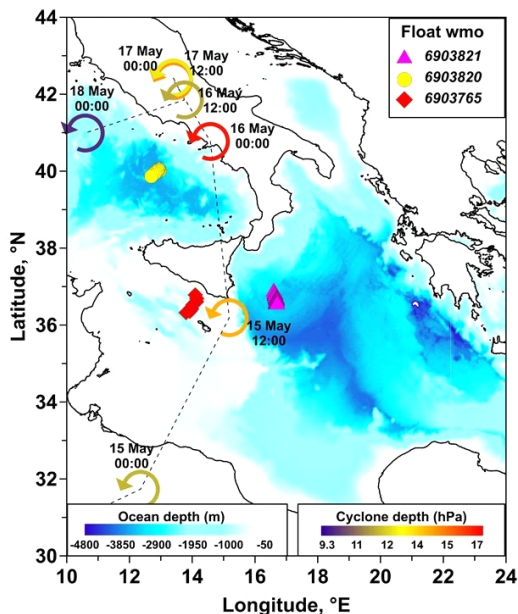 44
42
40
38
36
34
32
30
Latitude, °N
17 May
00:00
17 May
12:00
18 May
00:00
16 May
12:00
16 May
00:00
15 May
12:00
15 May
00:00
Float wmo
6903821
6903820
6903765
Ocean depth (m)
-4800 -3850 -2900 -1000 -50
Cyclone depth (hPa)
9.3 11 12 14 15 17
10 12 14 16 18 20 22 24
Longitude, °E